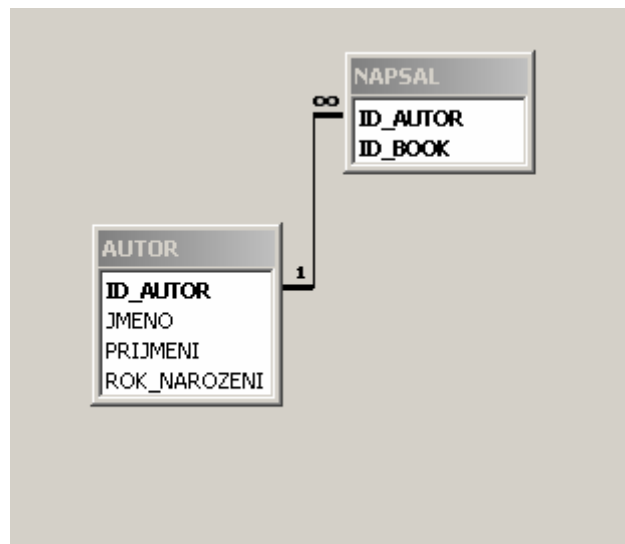 NAPSAL
∞
ID_AUTOR
ID_BOOK
AUTOR
1
ID_AUTOR
JMENO
PRIJMENI
ROK_NAROZENI